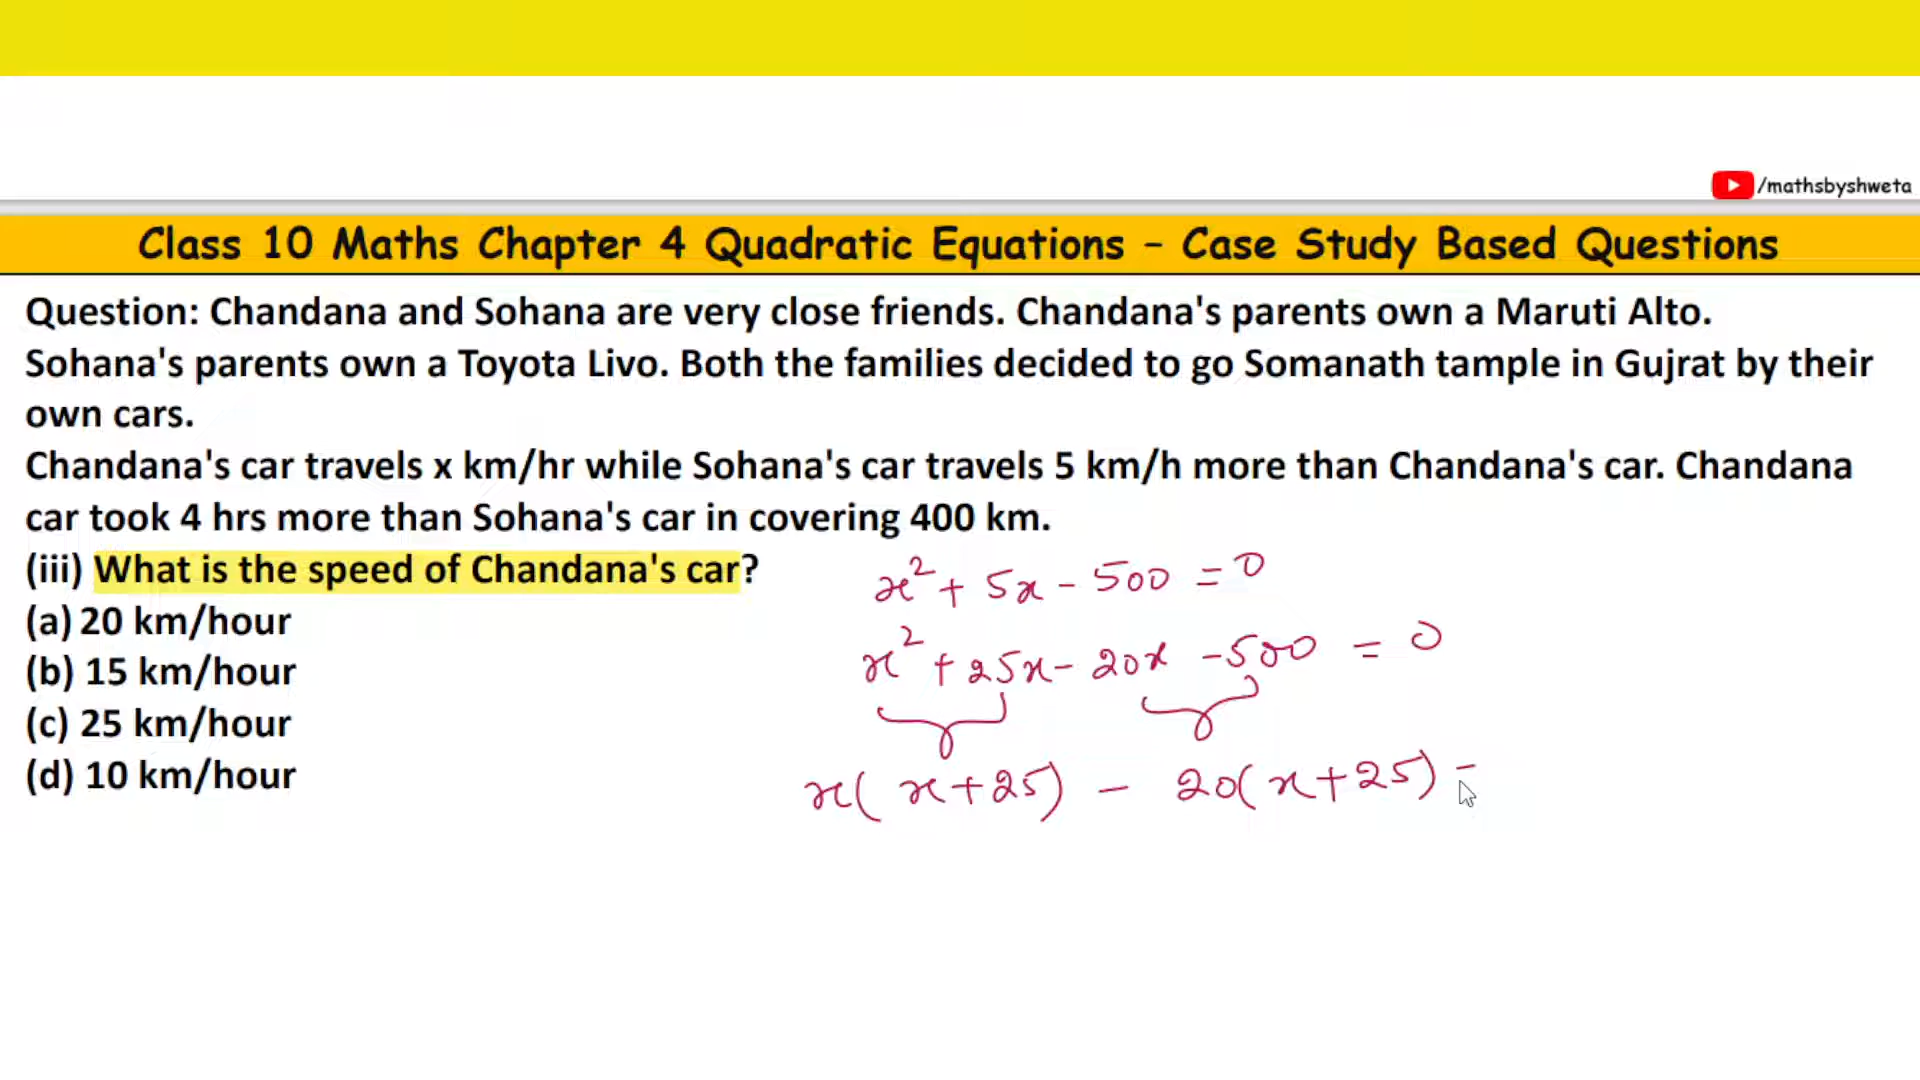 /mathsbyshweta
Class 10 Maths Chapter 4 Quadratic Equations – Case Study Based Questions
Question: Chandana and Sohana are very close friends. Chandana's parents own a Maruti Alto.
Sohana's parents own a Toyota Livo. Both the families decided to go Somanath tample in Gujrat by their
own cars.
Chandana's car travels x km/hr while Sohana's car travels 5 km/h more than Chandana's car. Chandana
car took 4 hrs more than Sohana's car in covering 400 km.
(iii) What is the speed of Chandana's car?
(a) 20 km/hour
(b) 15 km/hour
(c) 25 km/hour
(d) 10 km/hour
x² + 5x - 500 = 0
x² + 25x - 20x - 500 = 0
x( x+25) - 20( x+25) -